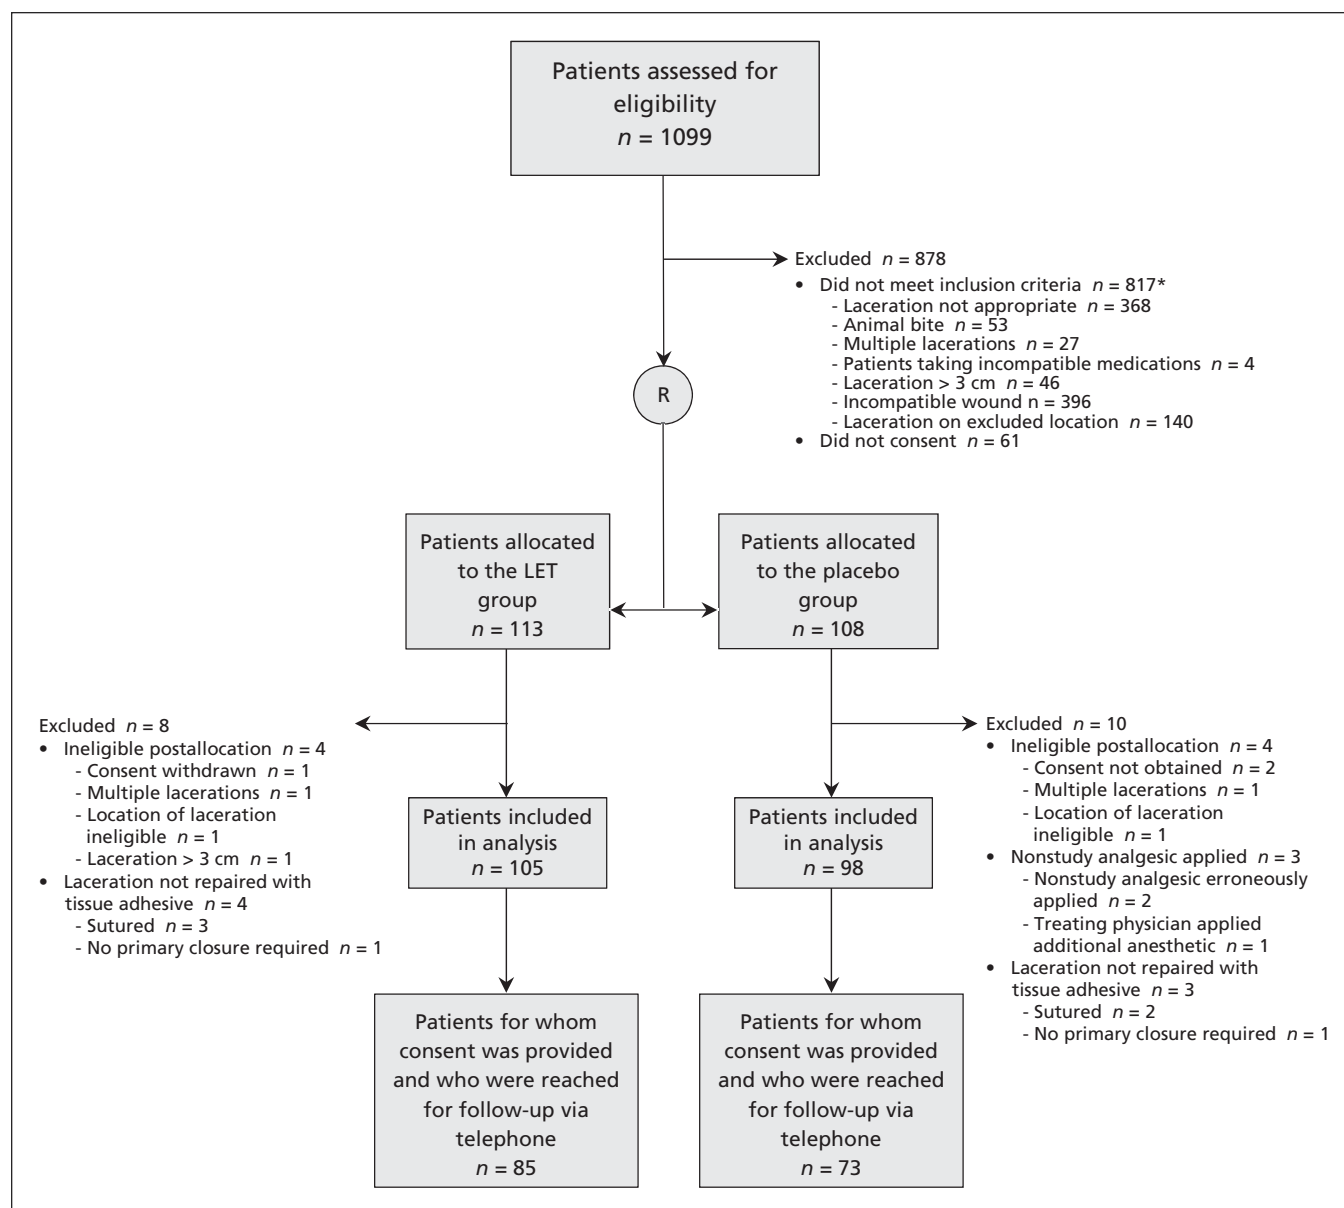 Patients assessed for
eligibility
n = 1099
Excluded n = 878
• Did not meet inclusion criteria n = 817*
- Laceration not appropriate n = 368
- Animal bite n = 53
- Multiple lacerations n = 27
- Patients taking incompatible medications n = 4
- Laceration > 3 cm n = 46
- Incompatible wound n = 396
- Laceration on excluded location n = 140
• Did not consent n = 61
R
Patients allocated
to the LET
group
n = 113
Patients allocated
to the placebo
group
n = 108
Excluded n = 8
• Ineligible postallocation n = 4
- Consent withdrawn n = 1
- Multiple lacerations n = 1
- Location of laceration
ineligible n = 1
- Laceration > 3 cm n = 1
• Laceration not repaired with
tissue adhesive n = 4
- Sutured n = 3
- No primary closure required n = 1
Excluded n = 10
• Ineligible postallocation n = 4
- Consent not obtained n = 2
- Multiple lacerations n = 1
- Location of laceration
ineligible n = 1
• Nonstudy analgesic applied n = 3
- Nonstudy analgesic erroneously
applied n = 2
- Treating physician applied
additional anesthetic n = 1
• Laceration not repaired with
tissue adhesive n = 3
- Sutured n = 2
- No primary closure required n = 1
Patients included
in analysis
n = 105
Patients included
in analysis
n = 98
Patients for whom
consent was provided
and who were reached
for follow-up via
telephone
n = 85
Patients for whom
consent was provided
and who were reached
for follow-up via
telephone
n = 73